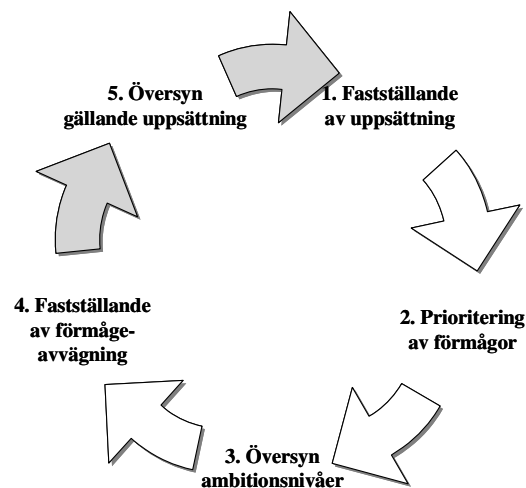 5. Översyn
gällande uppsättning
1. Fastställande
av uppsättning
2. Prioritering
av förmågor
3. Översyn
ambitionsnivåer
4. Fastställande
av förmåge-
avvägning